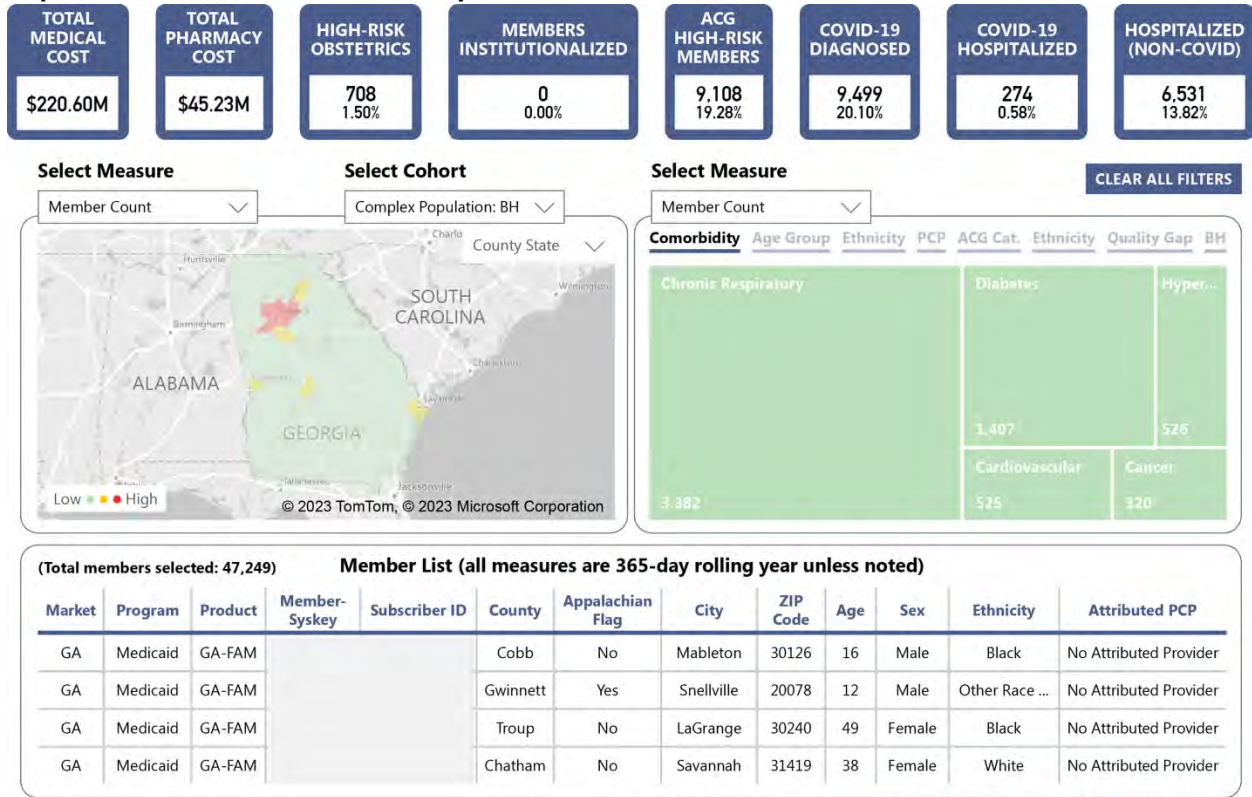 TOTAL
MEDICAL
COST
$220.60M
TOTAL
PHARMACY
COST
$45.23M
HIGH-RISK
OBSTETRICS
708
1.50%
MEMBERS
INSTITUTIONALIZED
0
0.00%
ACG
HIGH-RISK
MEMBERS
9,108
19.28%
COVID-19
DIAGNOSED
9,499
20.10%
COVID-19
HOSPITALIZED
274
0.58%
HOSPITALIZED
(NON-COVID)
6,531
13.82%
Select Measure
Member Count
Select Cohort
Complex Population: BH
County State
Huntsville
Charlo
Wilmington
SOUTH
CAROLINA
Birmingham
Charleston
ALABAMA
Savannah
GEORGIA
Tallahassee
Jacksonville
Low High
© 2023 TomTom, © 2023 Microsoft Corporation
Select Measure
Member Count
CLEAR ALL FILTERS
Comorbidity Age Group Ethnicity PCP ACG Cat. Ethnicity Quality Gap BH
Chronic Respiratory
3,382
Diabetes
1,407
Hyper...
526
Cardiovascular
525
Cancer
320
(Total members selected: 47,249) Member List (all measures are 365-day rolling year unless noted)
Market Program Product Member-Syskey Subscriber ID County Appalachian Flag City ZIP Code Age Sex Ethnicity Attributed PCP
GA Medicaid GA-FAM Cobb No Mableton 30126 16 Male Black No Attributed Provider
GA Medicaid GA-FAM Gwinnett Yes Snellville 20078 12 Male Other Race ... No Attributed Provider
GA Medicaid GA-FAM Troup No LaGrange 30240 49 Female Black No Attributed Provider
GA Medicaid GA-FAM Chatham No Savannah 31419 38 Female White No Attributed Provider